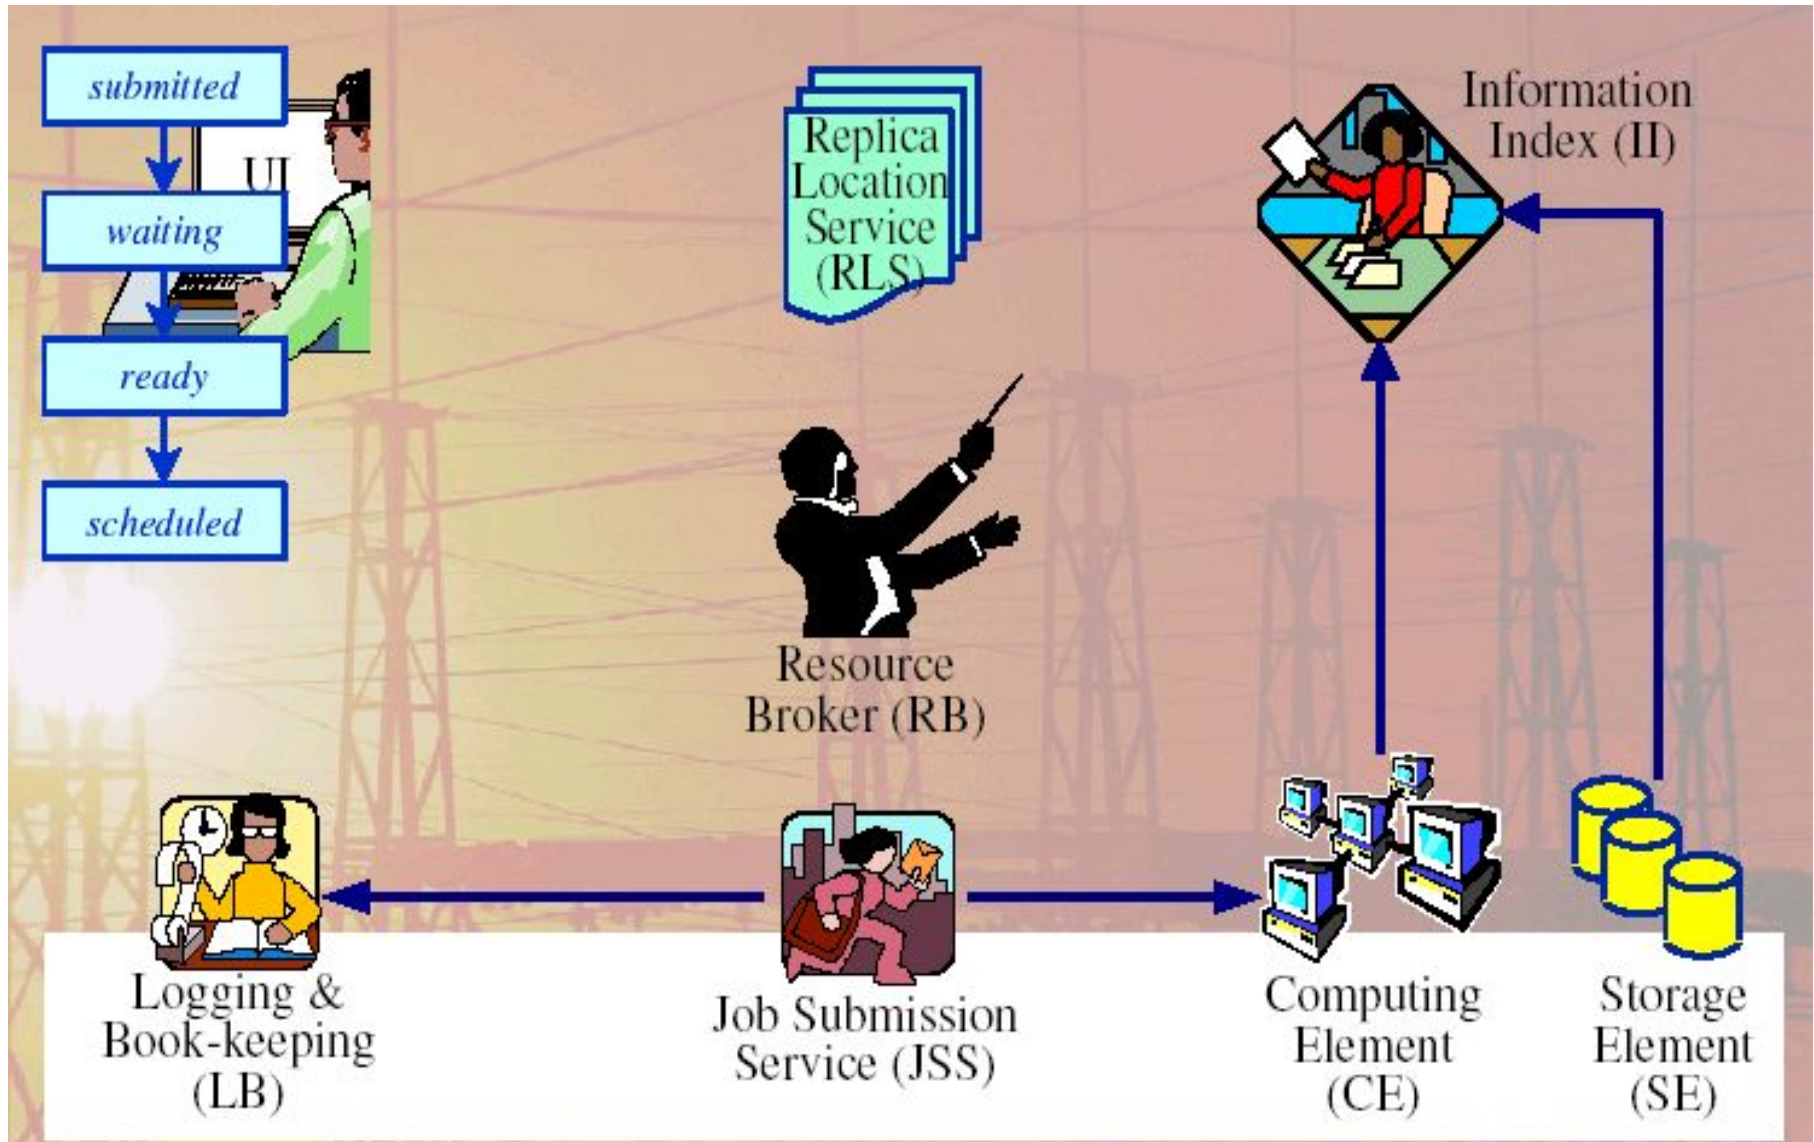 submitted
UI
waiting
ready
scheduled
Replica
Location
Service
(RLS)
Information
Index (II)
Resource
Broker (RB)
Logging &
Book-keeping
(LB)
Job Submission
Service (JSS)
Computing
Element
(CE)
Storage
Element
(SE)